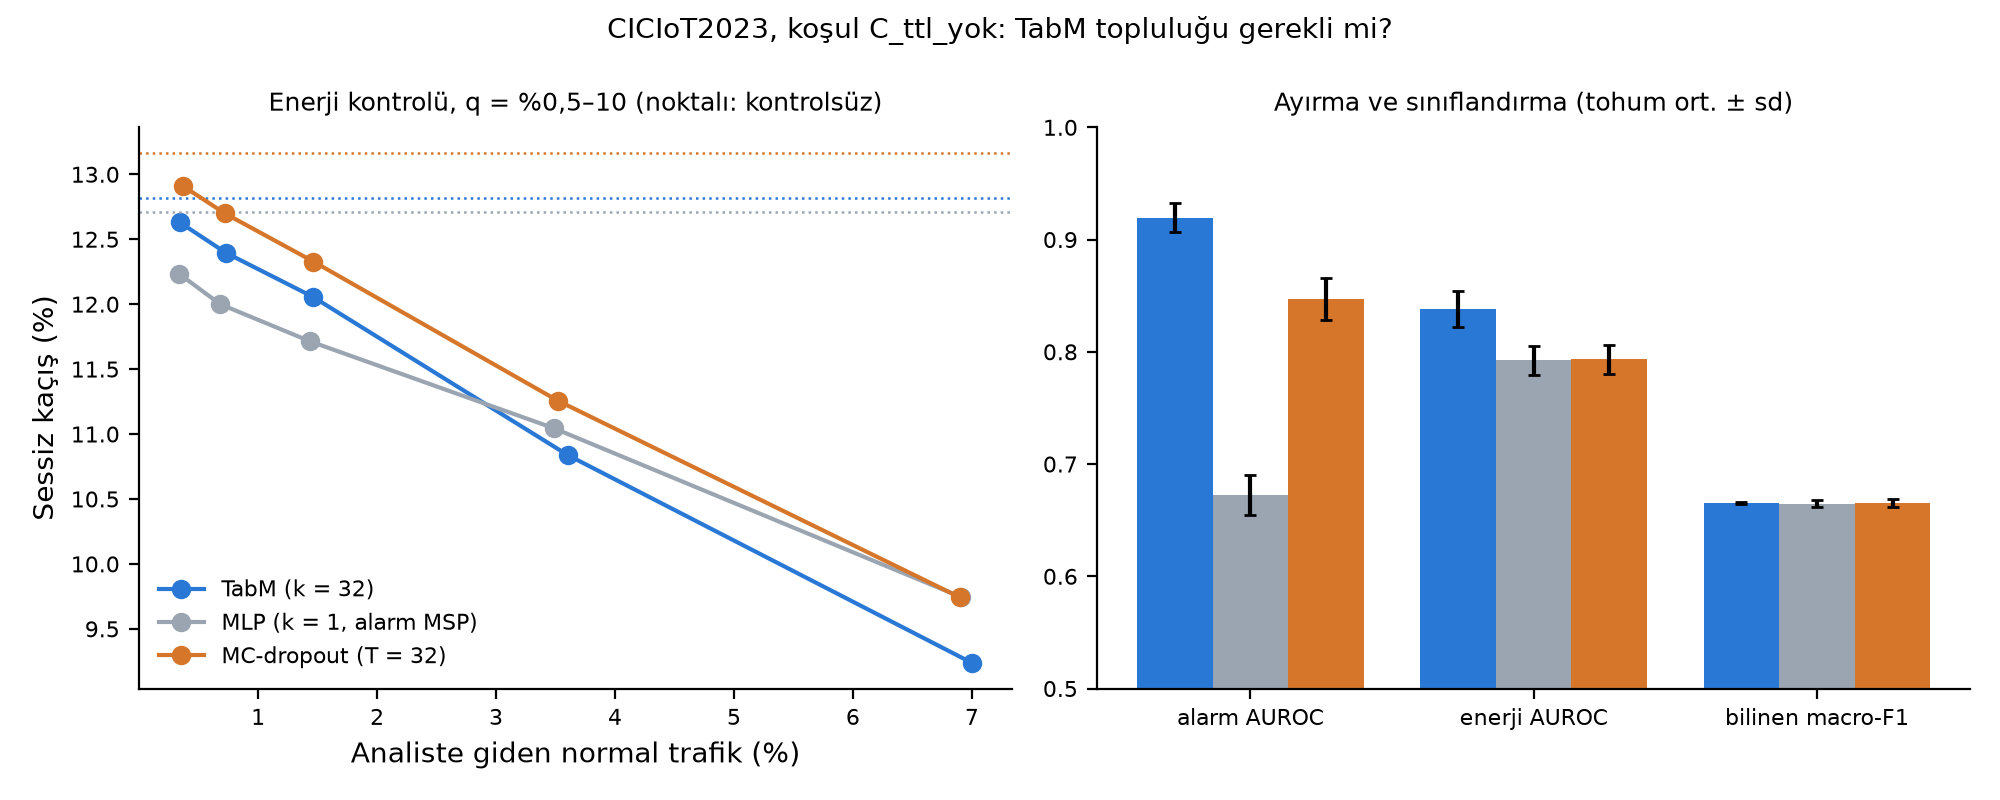 CICIoT2023, koşul C_ttl_yok: TabM topluluğu gerekli mi?
Enerji kontrolü, q = %0,5–10 (noktalı: kontrolsüz)
Sessiz kaçış (%)
13.0
12.5
12.0
11.5
11.0
10.5
10.0
9.5
TabM (k = 32)
MLP (k = 1, alarm MSP)
MC-dropout (T = 32)
1 2 3 4 5 6 7
Analiste giden normal trafik (%)
Ayırma ve sınıflandırma (tohum ort. ± sd)
1.0
0.9
0.8
0.7
0.6
0.5
alarm AUROC enerji AUROC bilinen macro-F1